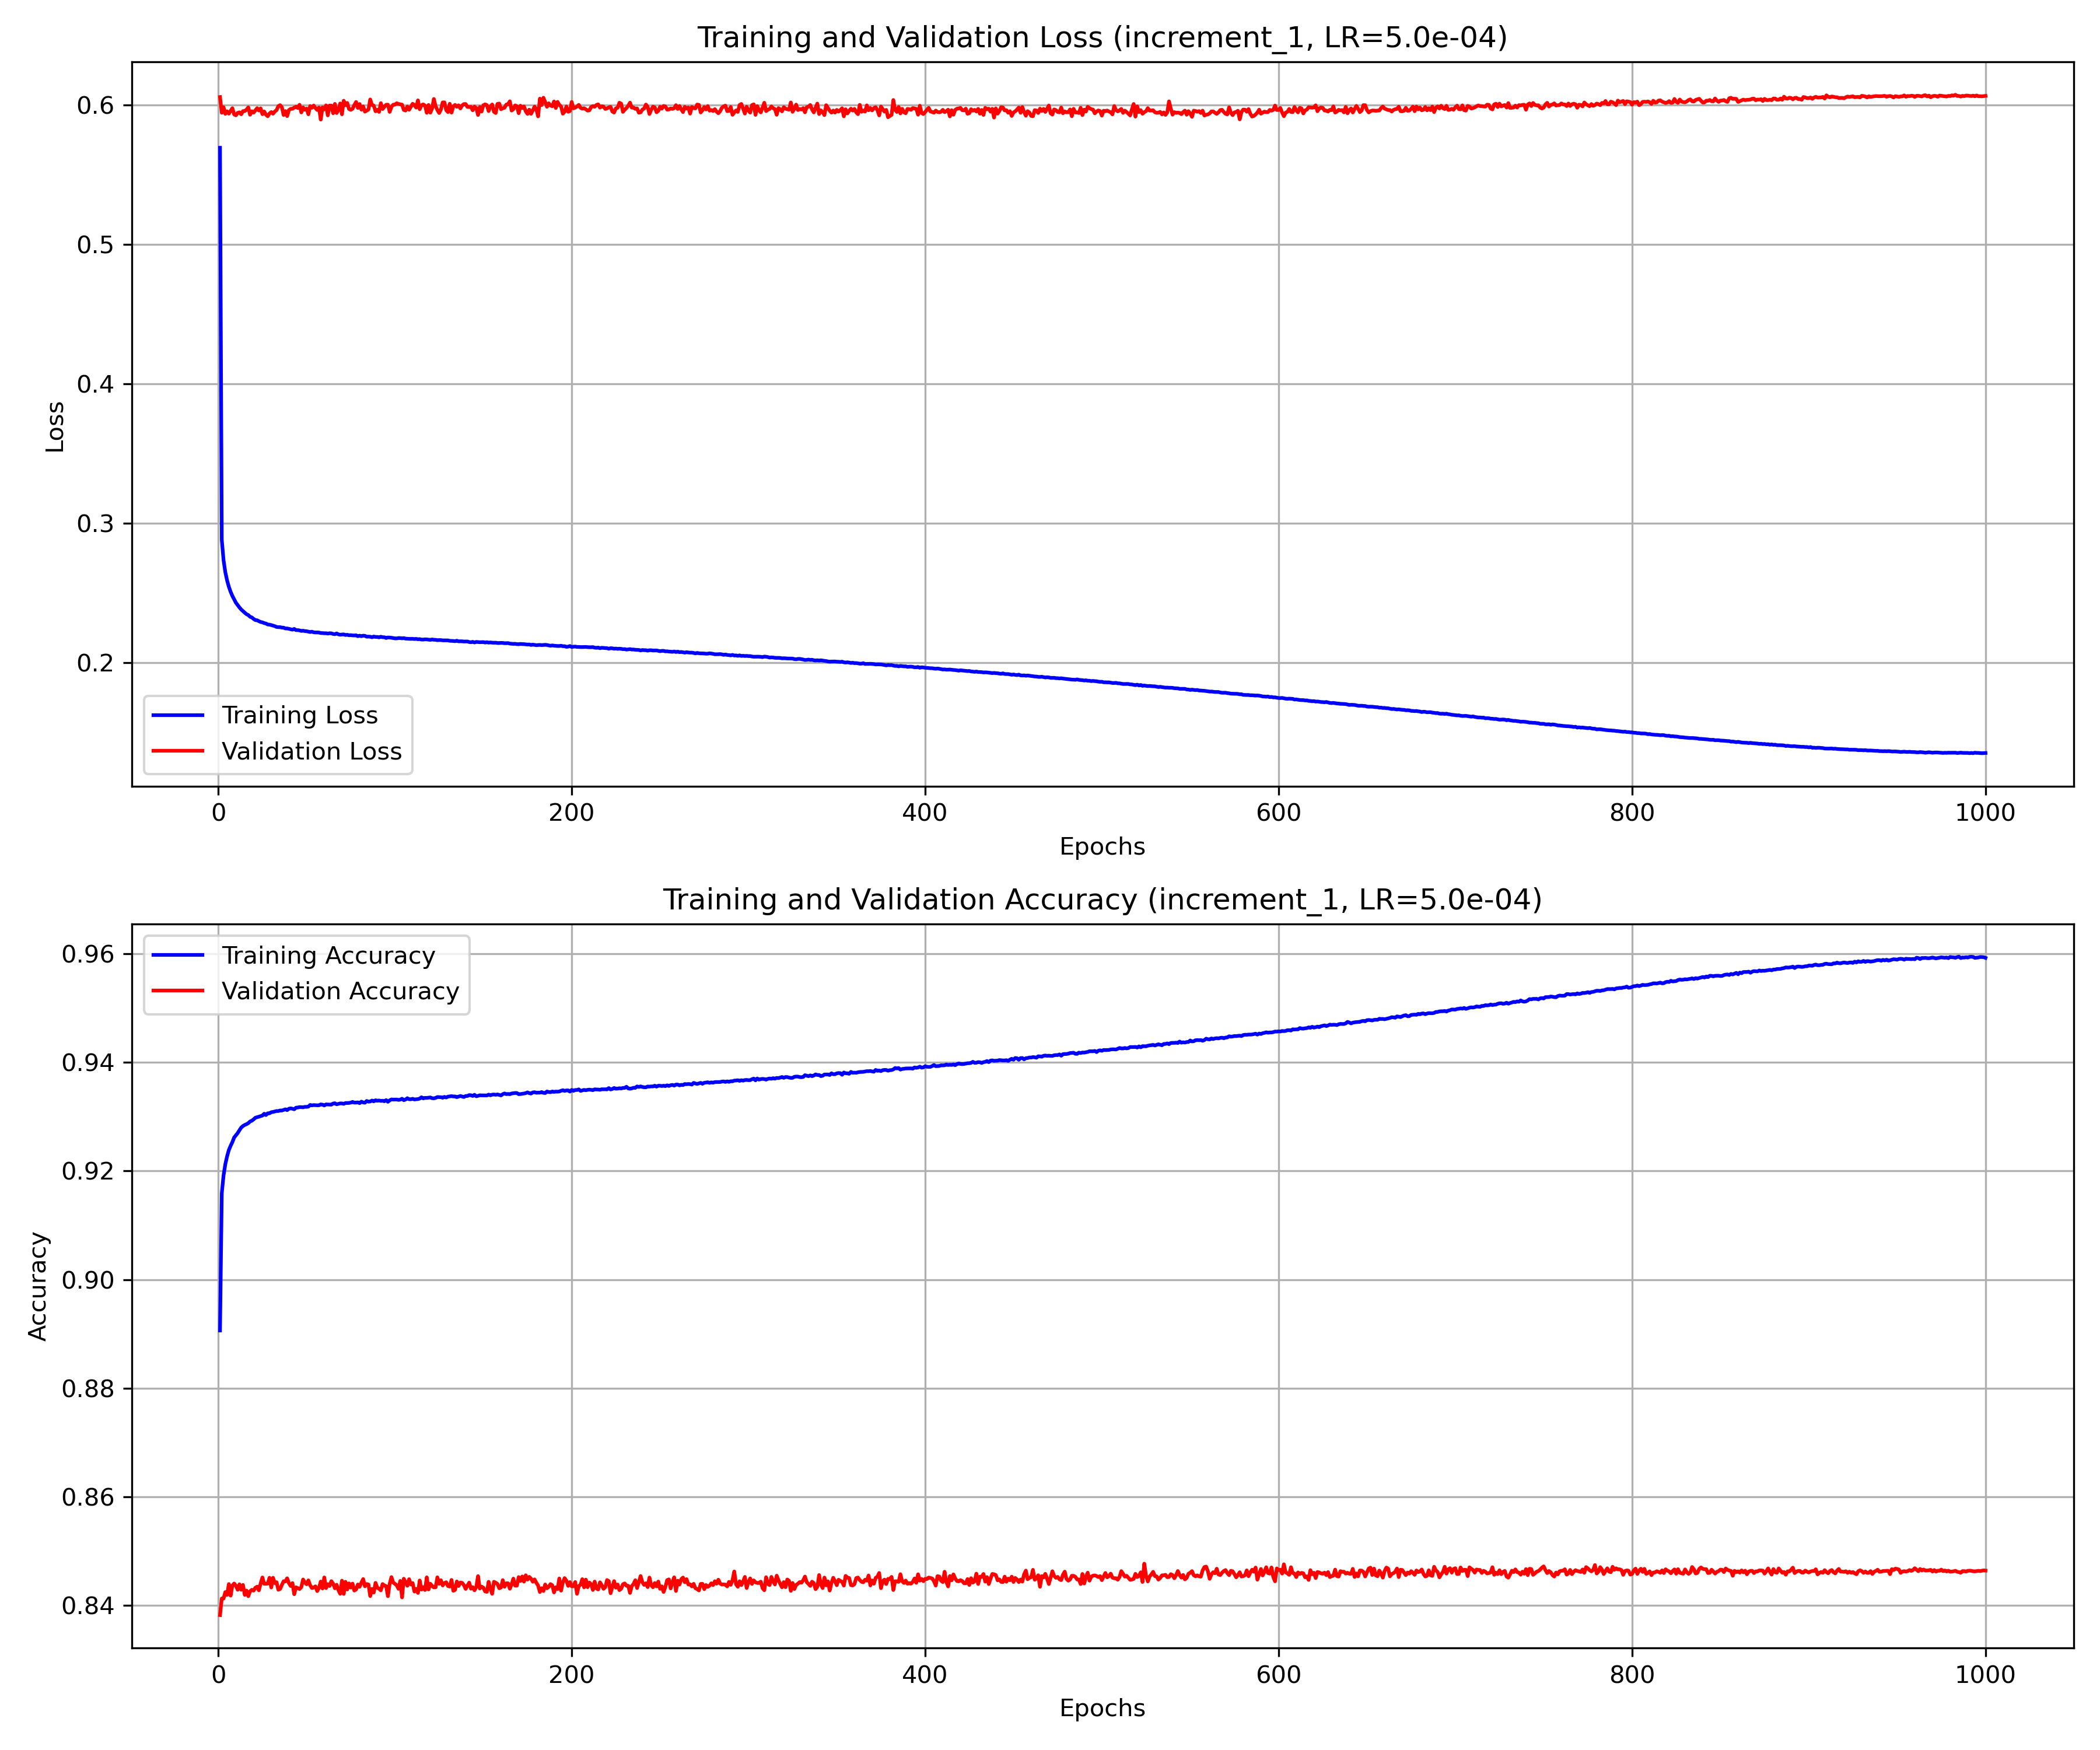 Training and Validation Loss (increment_1, LR=5.0e-04)
0.6
0.5
0.4
0.3
0.2
Loss
Training Loss
Validation Loss
0 200 400 600 800 1000
Epochs
Training and Validation Accuracy (increment_1, LR=5.0e-04)
0.96
0.94
0.92
0.90
0.88
0.86
0.84
Accuracy
Training Accuracy
Validation Accuracy
0 200 400 600 800 1000
Epochs